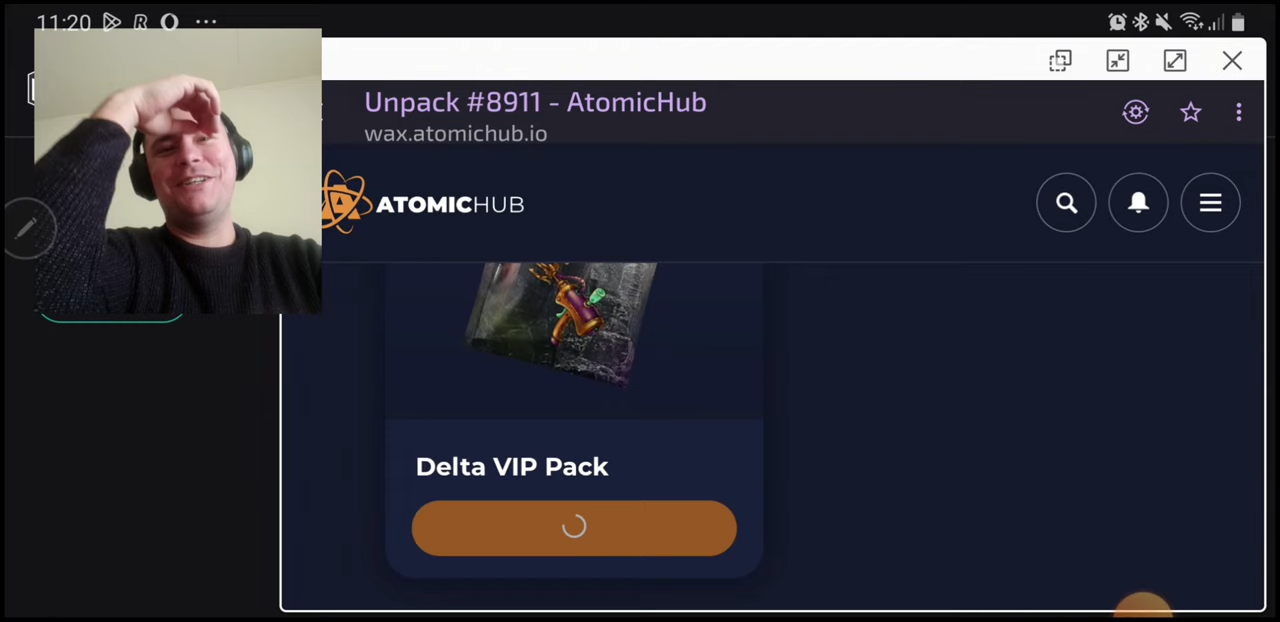 11:20
Unpack #8911 - AtomicHub
wax.atomichub.io
ATOMICHUB
Delta VIP Pack